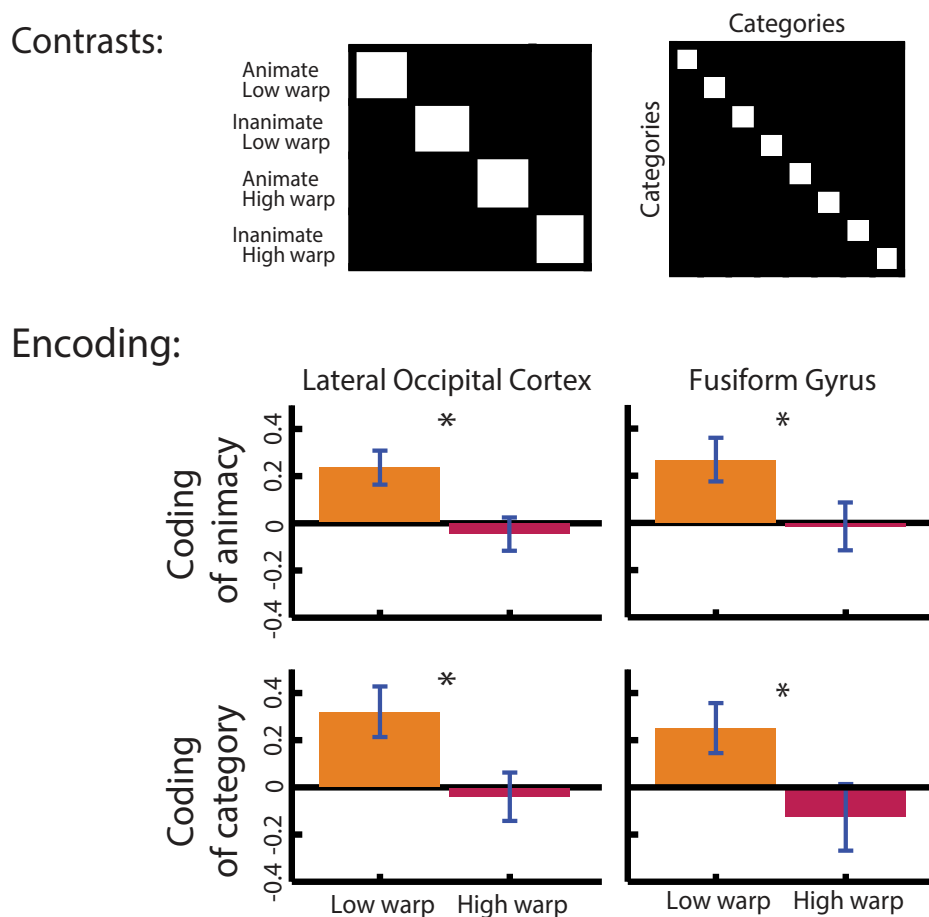 Contrasts:
Categories
Animate
Low warp
Inanimate
Low warp
Animate
High warp
Inanimate
High warp
Categories
Encoding:
Lateral Occipital Cortex
Fusiform Gyrus
Coding
of animacy
0.4
0.2
0
-0.2
-0.4
*
*
Coding
of category
0.4
0.2
0
-0.2
-0.4
*
*
Low warp High warp
Low warp High warp